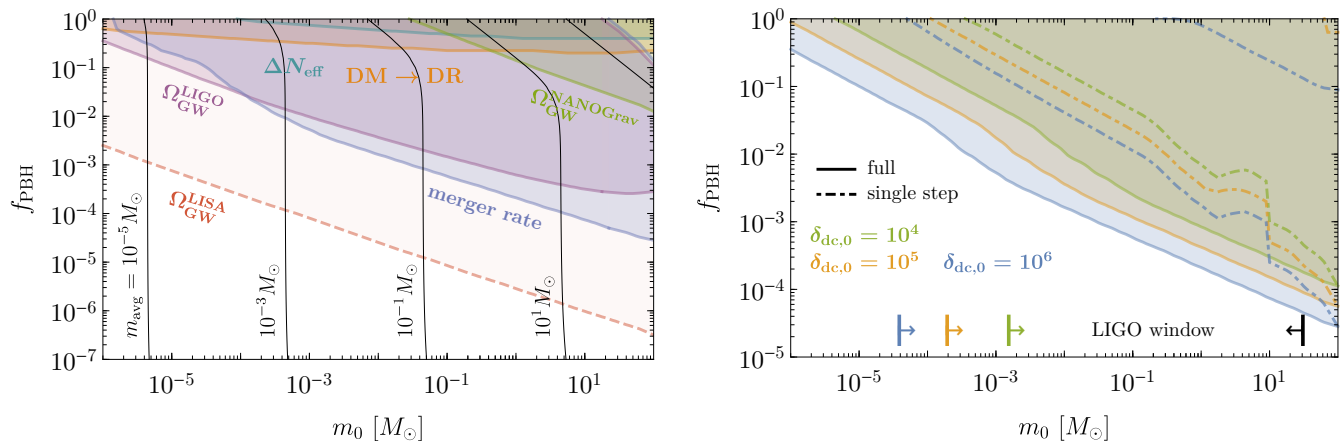 10^0
10^-1
10^-2
10^-3
10^-4
10^-5
10^-6
10^-7
f_PBH
ΔN_eff
DM → DR
Ω_GW^LIGO
Ω_GW^NANOGrav
Ω_GW^LISA
merger rate
m_avg = 10^-5 M_⊙
10^-3 M_⊙
10^-1 M_⊙
10^1 M_⊙
10^-5
10^-3
10^-1
10^1
m_0 [M_⊙]
10^0
10^-1
10^-2
10^-3
10^-4
10^-5
f_PBH
full
single step
δ_dc,0 = 10^4
δ_dc,0 = 10^5
δ_dc,0 = 10^6
LIGO window
10^-5
10^-3
10^-1
10^1
m_0 [M_⊙]